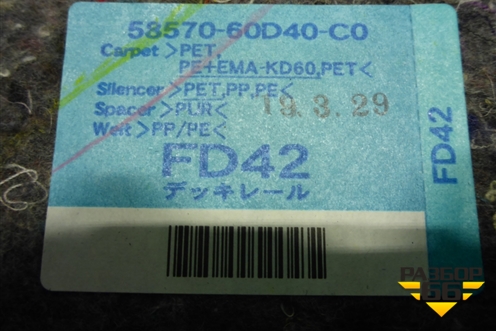 58570-60D40-C0
Carpet >PET,
PE+EMA-KD60,PET<
Silencer >PET,PP,PE<
Spacer >PUR<
19.3.29
Welt >PP/PE<
FD42
デッキレール
FD42
РАЗБОР
66